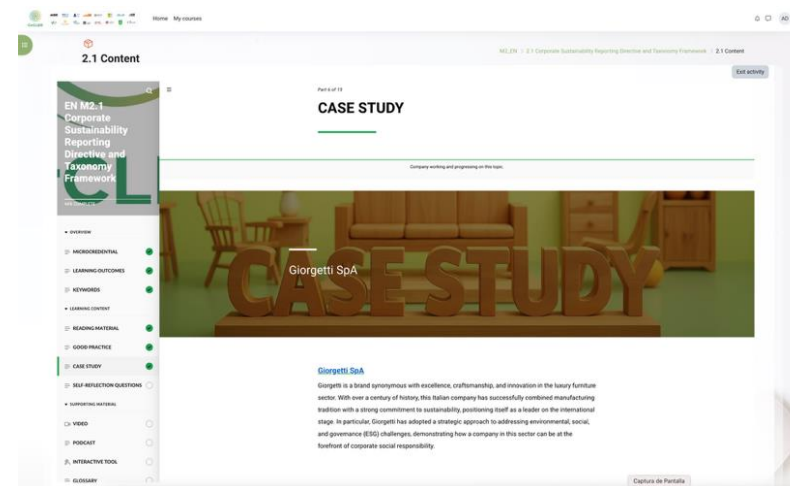 Home My courses
AD
2.1 Content
M2_EN > 2.1 Corporate Sustainability Reporting Directive and Taxonomy Framework > 2.1 Content
Exit activity
EN M2.1
Corporate
Sustainability
Reporting
Directive and
Taxonomy
Framework
COMPLETE
OVERVIEW
MICROCREDENTIAL
LEARNING OUTCOMES
KEYWORDS
LEARNING CONTENT
READING MATERIAL
GOOD PRACTICE
CASE STUDY
SELF-REFLECTION QUESTIONS
SUPPORTING MATERIAL
VIDEO
PODCAST
INTERACTIVE TOOL
GLOSSARY
Part 6 of 13
CASE STUDY
Company working and progressing on this topic.
CASE STUDY
Giorgetti SpA
Giorgetti SpA
Giorgetti is a brand synonymous with excellence, craftsmanship, and innovation in the luxury furniture
sector. With over a century of history, this Italian company has successfully combined manufacturing
tradition with a strong commitment to sustainability, positioning itself as a leader on the international
stage. In particular, Giorgetti has adopted a strategic approach to addressing environmental, social,
and governance (ESG) challenges, demonstrating how a company in this sector can be at the
forefront of corporate social responsibility.
Captura de Pantalla